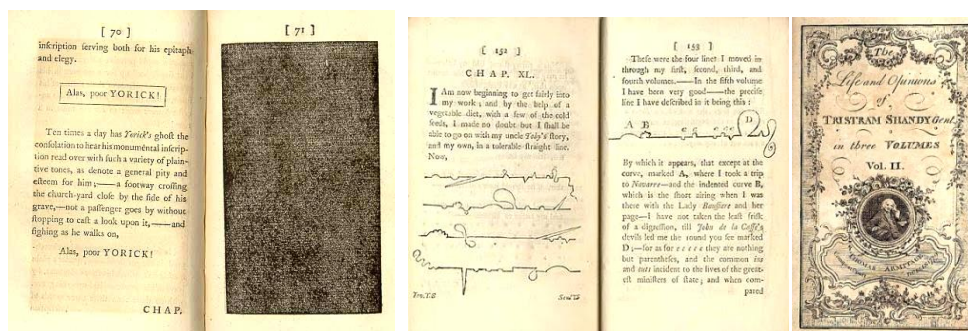 [ 70 ]
inſcription ſerving both for his epitaph
and elegy.
Alas, poor YORICK!
Ten times a day has Yorick's ghoſt the
conſolation to hear his monumental inſcrip-
tion read over with ſuch a variety of plain-
tive tones, as denote a general pity and
eſteem for him;——a footway croſſing
the church-yard cloſe by the ſide of his
grave,—not a paſſenger goes by without
ſtopping to caſt a look upon it,——and
ſighing as he walks on,
Alas, poor YORICK!
CHAP.
[ 71 ]
[ 152 ]
CHAP. XL.
I Am now beginning to get fairly into
my work; and by the help of a
vegetable diet, with a few of the cold
ſeeds, I make no doubt but I ſhall be
able to go on with my uncle Toby's ſtory,
and my own, in a tolerable ſtraight line.
Now,
Inv. T. S
Scul. T.S
[ 153 ]
Theſe were the four lines I moved in
through my firſt, ſecond, third, and
fourth volumes.——In the fifth volume
I have been very good——the preciſe
line I have deſcribed in it being this:
A B
D
By which it appears, that except at the
curve, marked A, where I took a trip
to Navarre—and the indented curve B,
which is the ſhort airing when I was
there with the Lady Bauſſiere and her
page—I have not taken the leaſt friſk
of a digreſſion, till John de la Caſſe's
devils led me the round you ſee marked
D;—for as for c c c c c they are nothing
but parentheſes, and the common ins
and outs incident to the lives of the great-
eſt miniſters of ſtate; and when com-
pared
The
Life and Opinions
of
TRISTRAM SHANDY Gent.
in three VOLUMES
Vol. II.